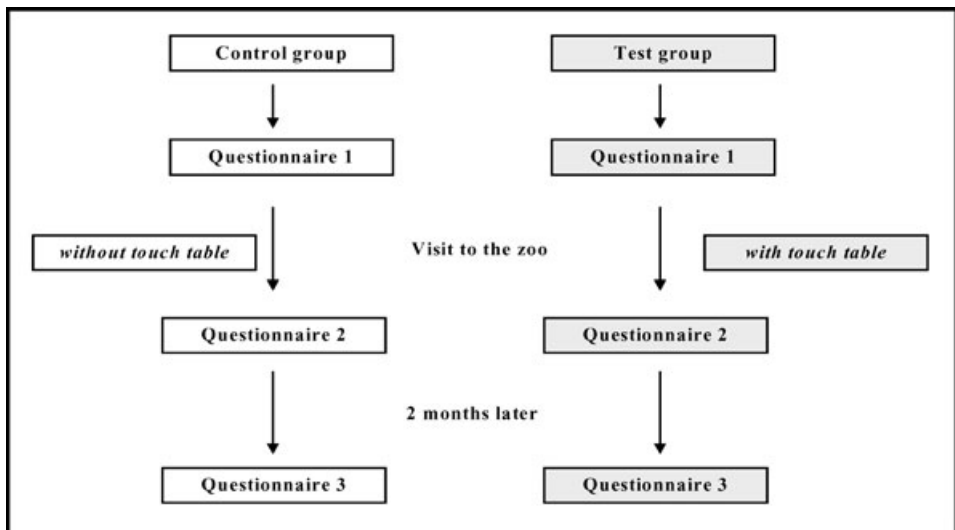 Control group
Test group
Questionnaire 1
Questionnaire 1
without touch table
Visit to the zoo
with touch table
Questionnaire 2
Questionnaire 2
2 months later
Questionnaire 3
Questionnaire 3